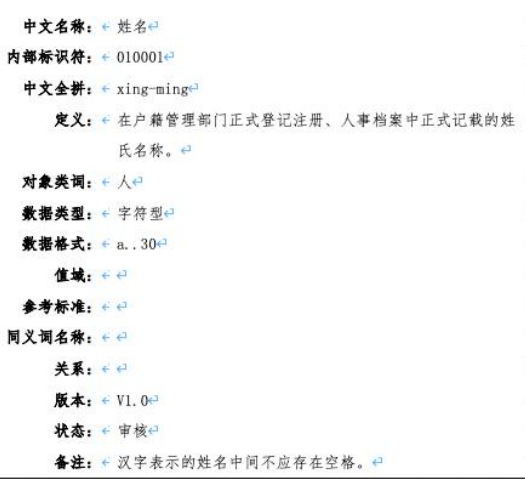 中文名称： 姓名
内部标识符： 010001
中文全拼： xing-ming
定义： 在户籍管理部门正式登记注册、人事档案中正式记载的姓
氏名称。
对象类词： 人
数据类型： 字符型
数据格式： a..30
值域：
参考标准：
同义词名称：
关系：
版本： V1.0
状态： 审核
备注： 汉字表示的姓名中间不应存在空格。